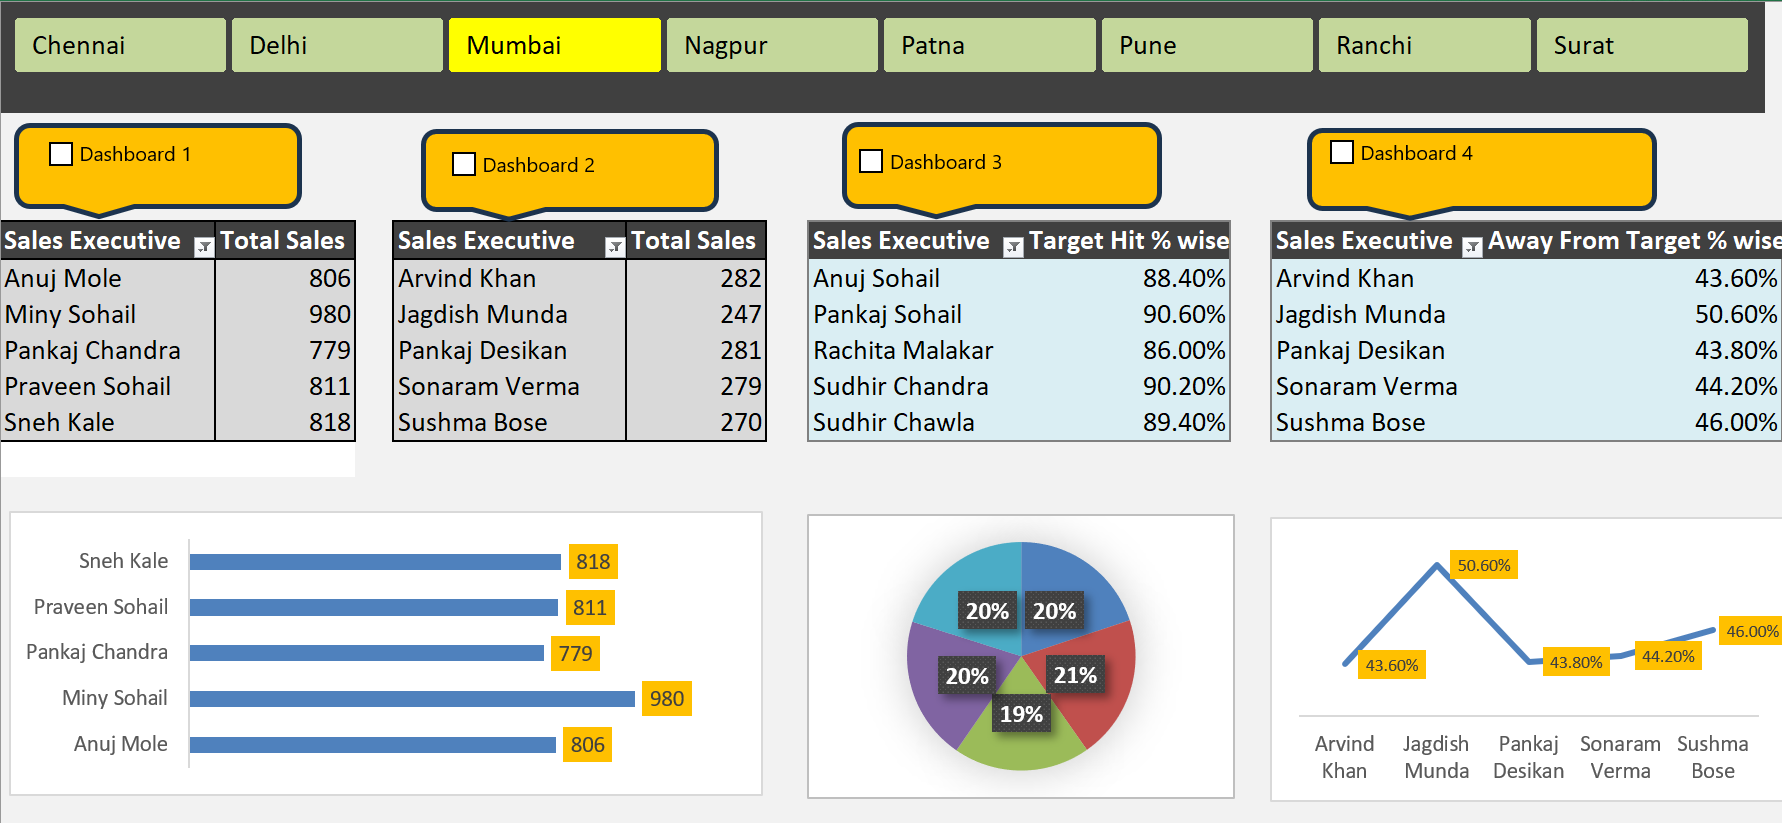 Chennai Delhi Mumbai Nagpur Patna Pune Ranchi Surat
Dashboard 1
Dashboard 2
Dashboard 3
Dashboard 4
Sales Executive Total Sales
Anuj Mole 806
Miny Sohail 980
Pankaj Chandra 779
Praveen Sohail 811
Sneh Kale 818
Sales Executive Total Sales
Arvind Khan 282
Jagdish Munda 247
Pankaj Desikan 281
Sonaram Verma 279
Sushma Bose 270
Sales Executive Target Hit % wise
Anuj Sohail 88.40%
Pankaj Sohail 90.60%
Rachita Malakar 86.00%
Sudhir Chandra 90.20%
Sudhir Chawla 89.40%
Sales Executive Away From Target % wise
Arvind Khan 43.60%
Jagdish Munda 50.60%
Pankaj Desikan 43.80%
Sonaram Verma 44.20%
Sushma Bose 46.00%
Sneh Kale 818
Praveen Sohail 811
Pankaj Chandra 779
Miny Sohail 980
Anuj Mole 806
20% 20%
20% 21%
19%
50.60%
46.00%
43.60% 43.80% 44.20%
Arvind Jagdish Pankaj Sonaram Sushma
Khan Munda Desikan Verma Bose